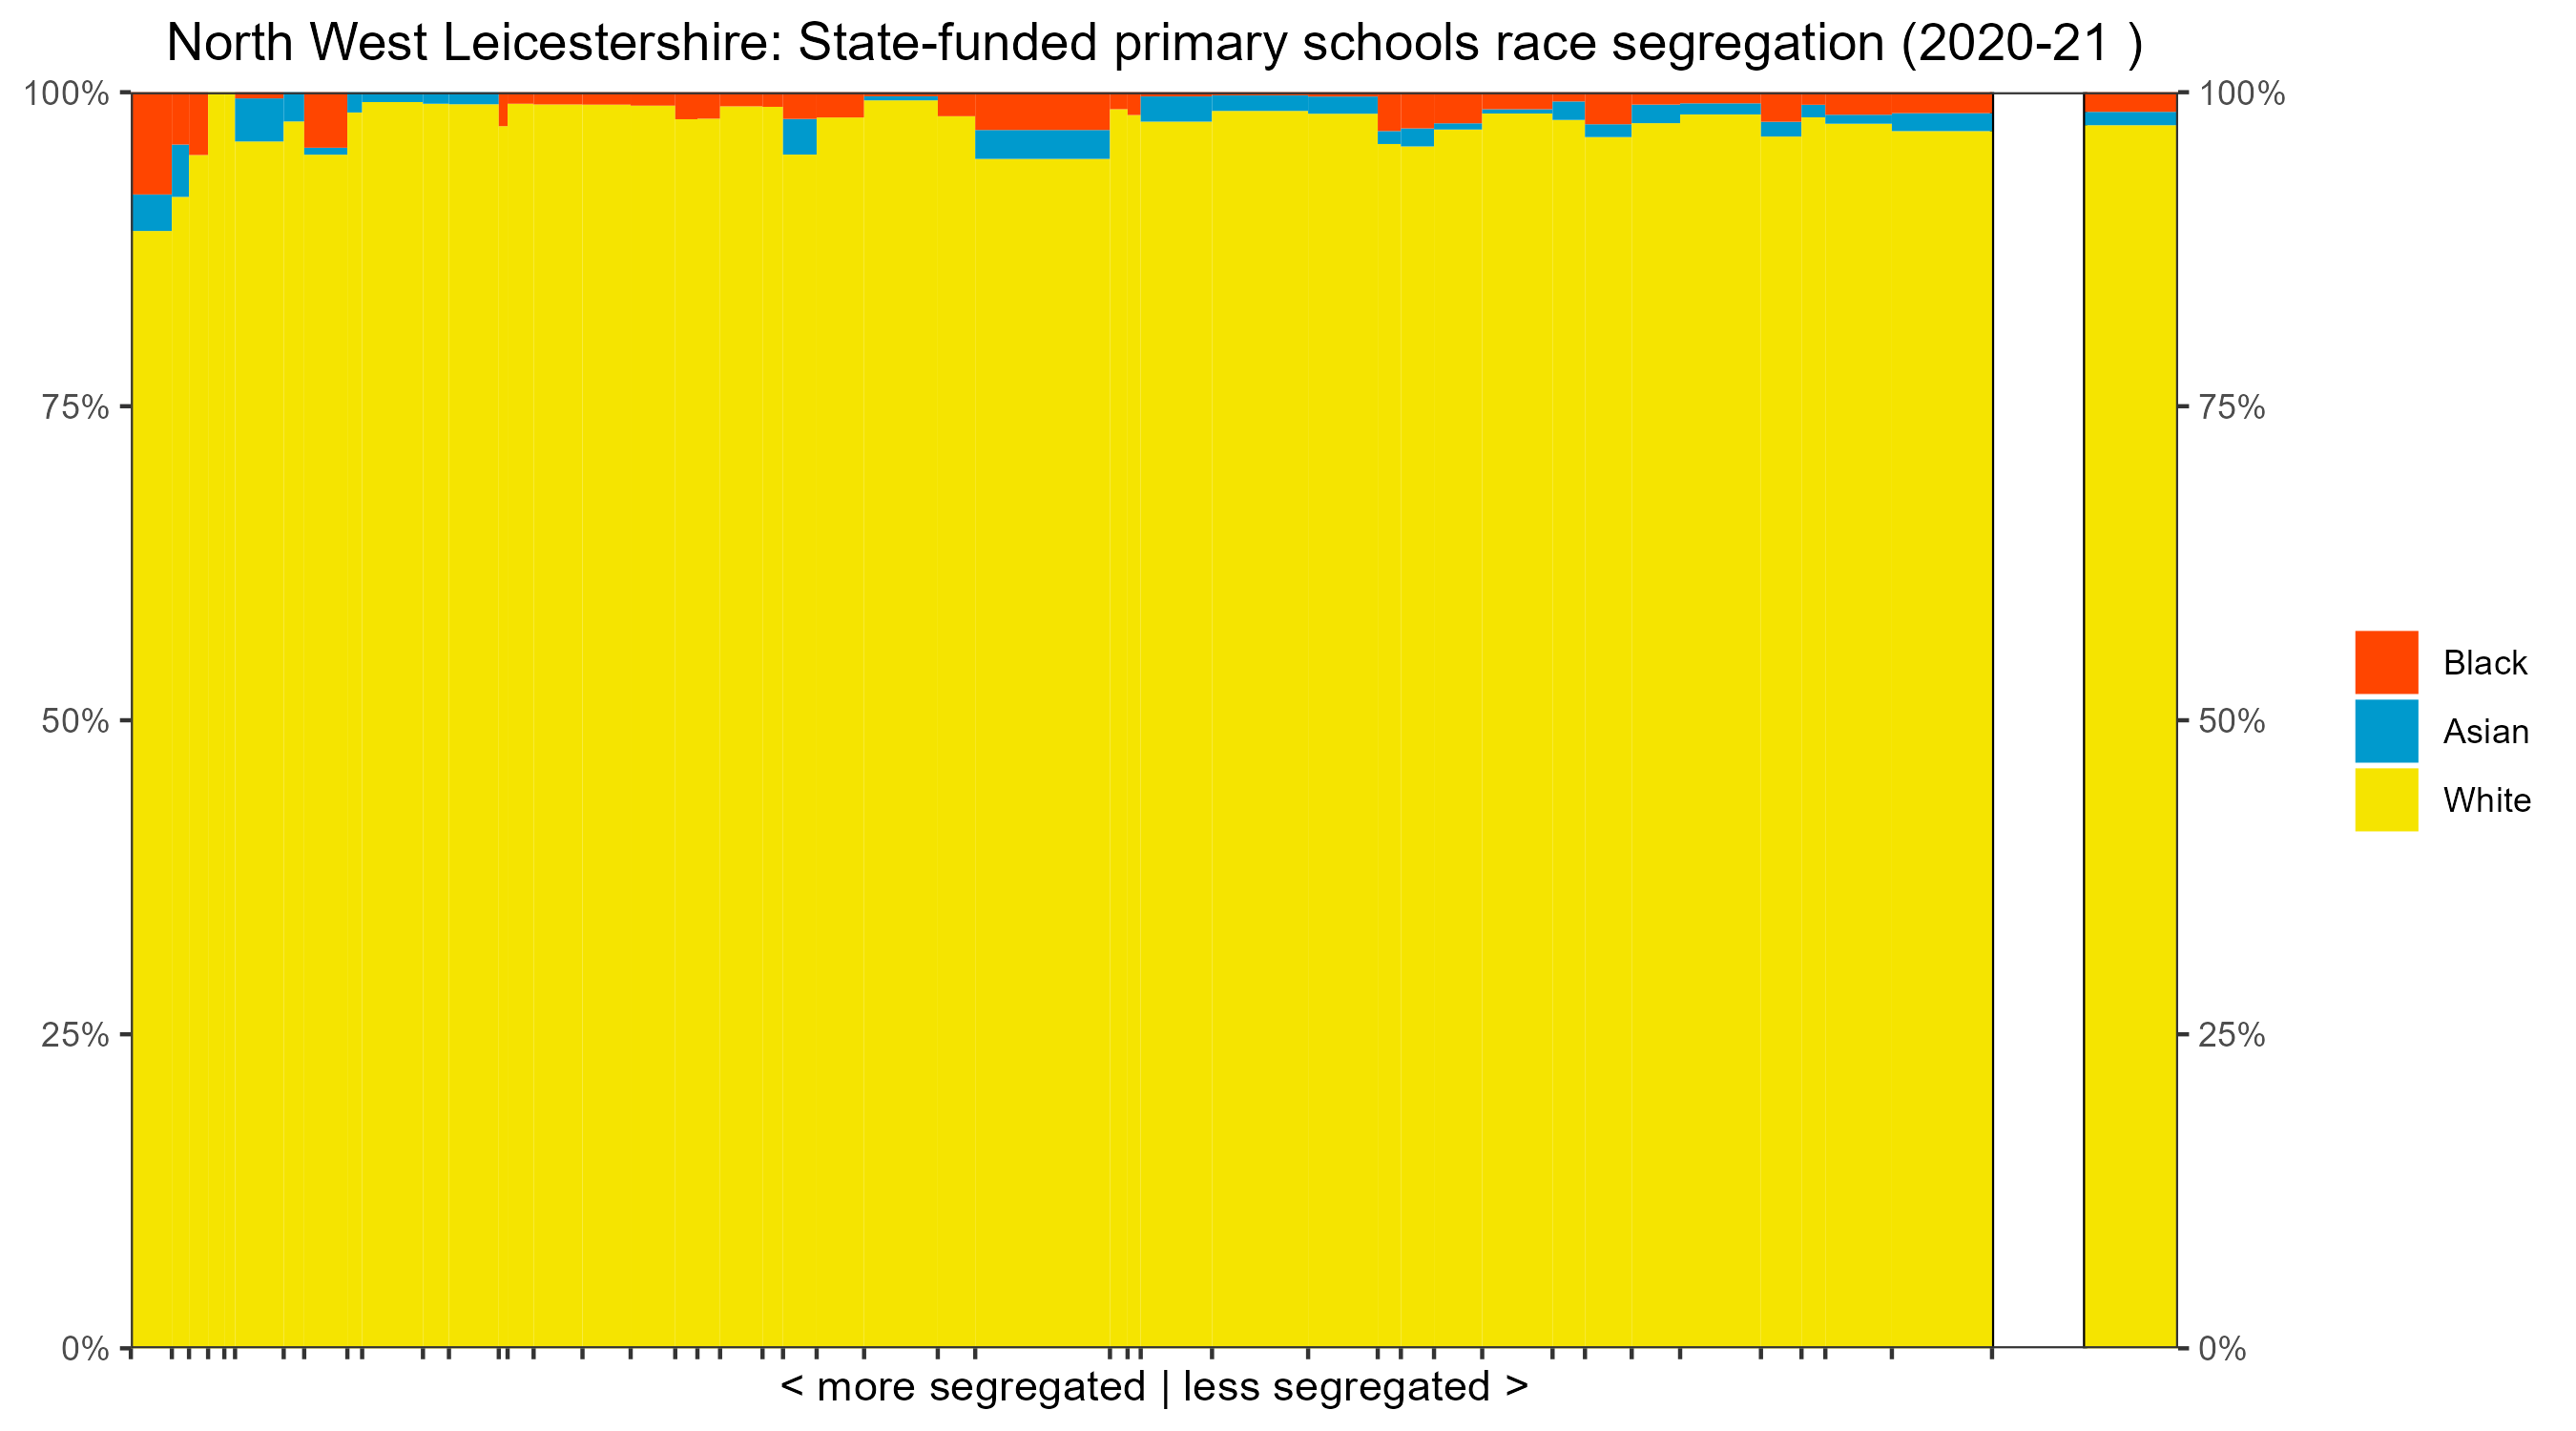 North West Leicestershire: State-funded primary schools race segregation (2020-21 )
100%
100%
75%
75%
50%
50%
25%
25%
0%
0%
Black
Asian
White
< more segregated | less segregated >